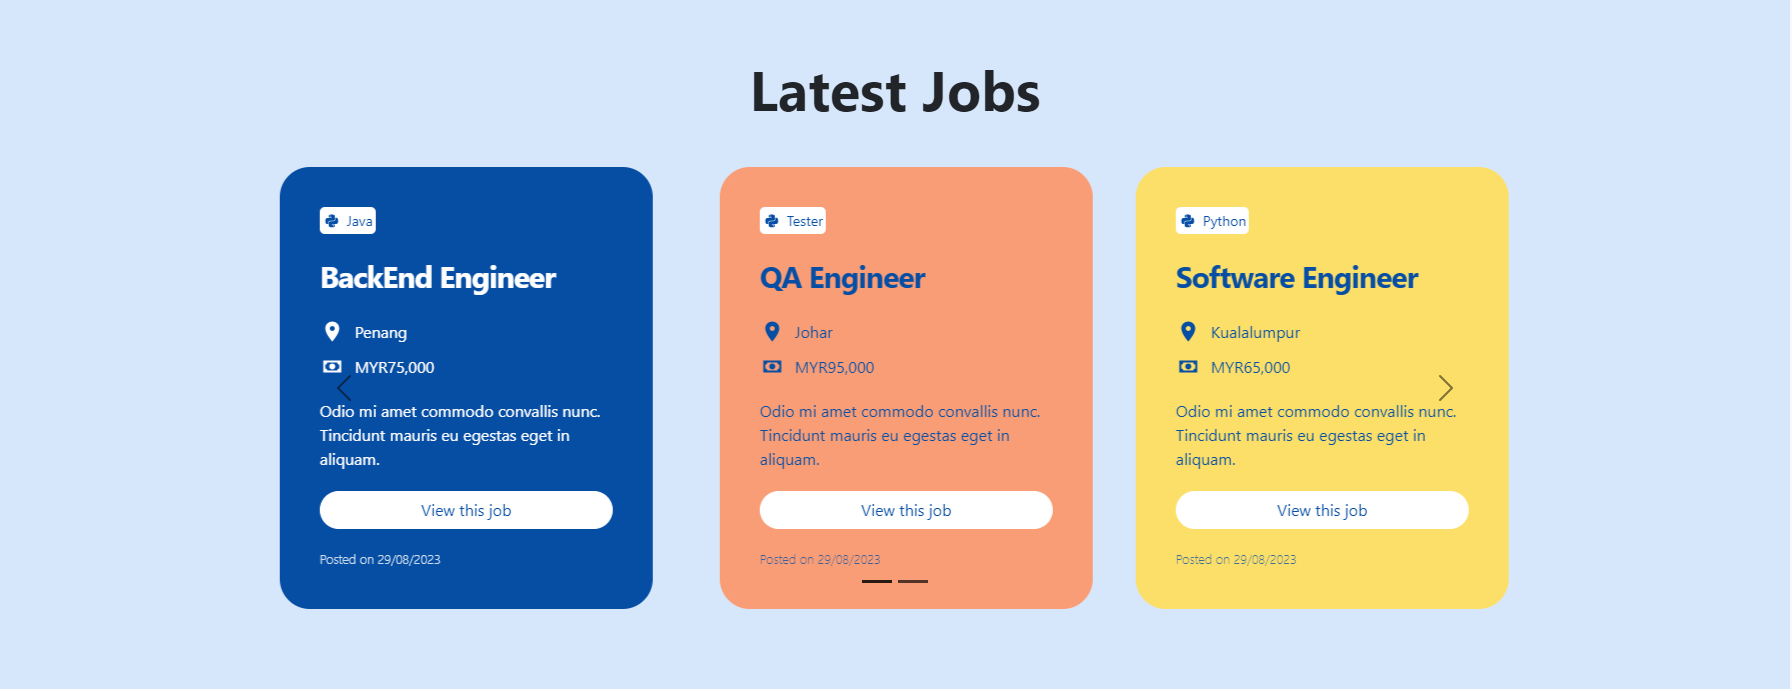 Latest Jobs
Java
BackEnd Engineer
Penang
MYR75,000
Odio mi amet commodo convallis nunc.
Tincidunt mauris eu egestas eget in
aliquam.
View this job
Posted on 29/08/2023
Tester
QA Engineer
Johar
MYR95,000
Odio mi amet commodo convallis nunc.
Tincidunt mauris eu egestas eget in
aliquam.
View this job
Posted on 29/08/2023
Python
Software Engineer
Kualalumpur
MYR65,000
Odio mi amet commodo convallis nunc.
Tincidunt mauris eu egestas eget in
aliquam.
View this job
Posted on 29/08/2023